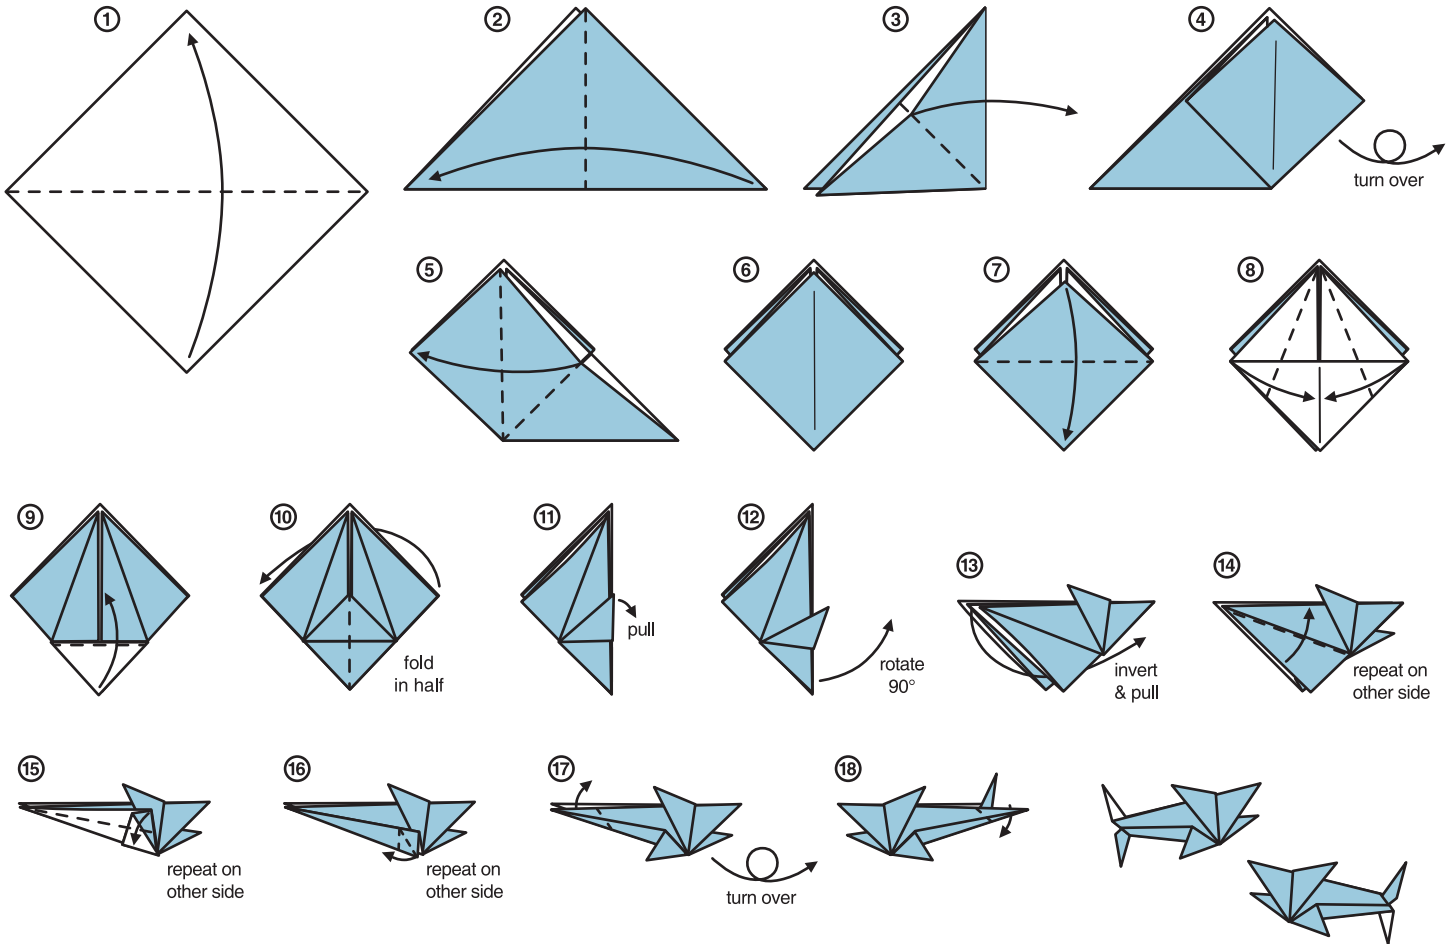 ①
②
③
④
turn over
⑤
⑥
⑦
⑧
⑨
⑩
fold
in half
⑪
pull
⑫
rotate
90°
⑬
invert
& pull
⑭
repeat on
other side
⑮
repeat on
other side
⑯
repeat on
other side
⑰
turn over
⑱